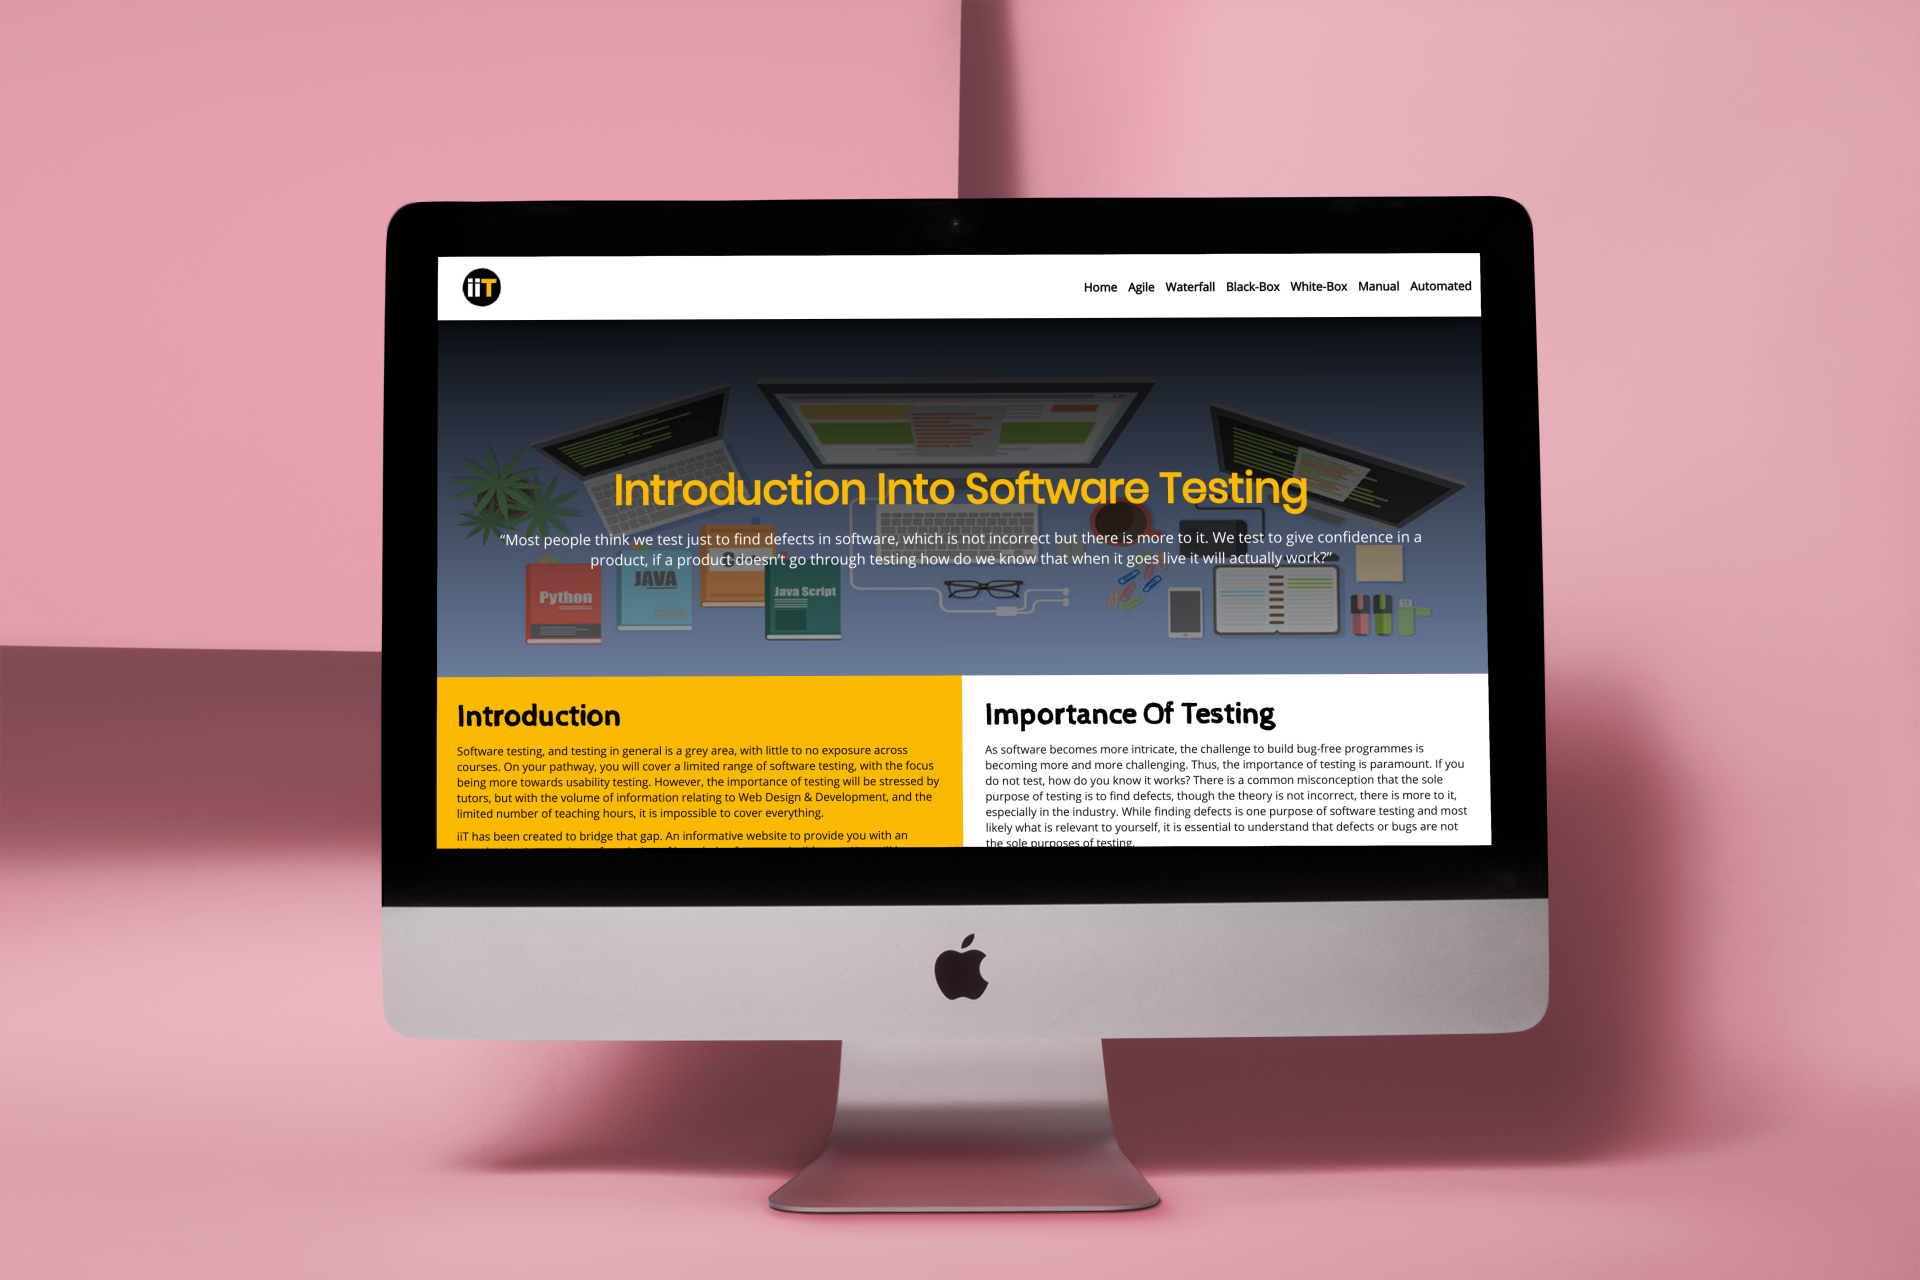 iiT
Home Agile Waterfall Black-Box White-Box Manual Automated
Introduction Into Software Testing
“Most people think we test just to find defects in software, which is not incorrect but there is more to it. We test to give confidence in a
product, if a product doesn’t go through testing how do we know that when it goes live it will actually work?”
Python
JAVA
Java Script
Introduction
Software testing, and testing in general is a grey area, with little to no exposure across
courses. On your pathway, you will cover a limited range of software testing, with the focus
being more towards usability testing. However, the importance of testing will be stressed by
tutors, but with the volume of information relating to Web Design & Development, and the
limited number of teaching hours, it is impossible to cover everything.
iiT has been created to bridge that gap. An informative website to provide you with an
Importance Of Testing
As software becomes more intricate, the challenge to build bug-free programmes is
becoming more and more challenging. Thus, the importance of testing is paramount. If you
do not test, how do you know it works? There is a common misconception that the sole
purpose of testing is to find defects, though the theory is not incorrect, there is more to it,
especially in the industry. While finding defects is one purpose of software testing and most
likely what is relevant to yourself, it is essential to understand that defects or bugs are not
the sole purposes of testing.